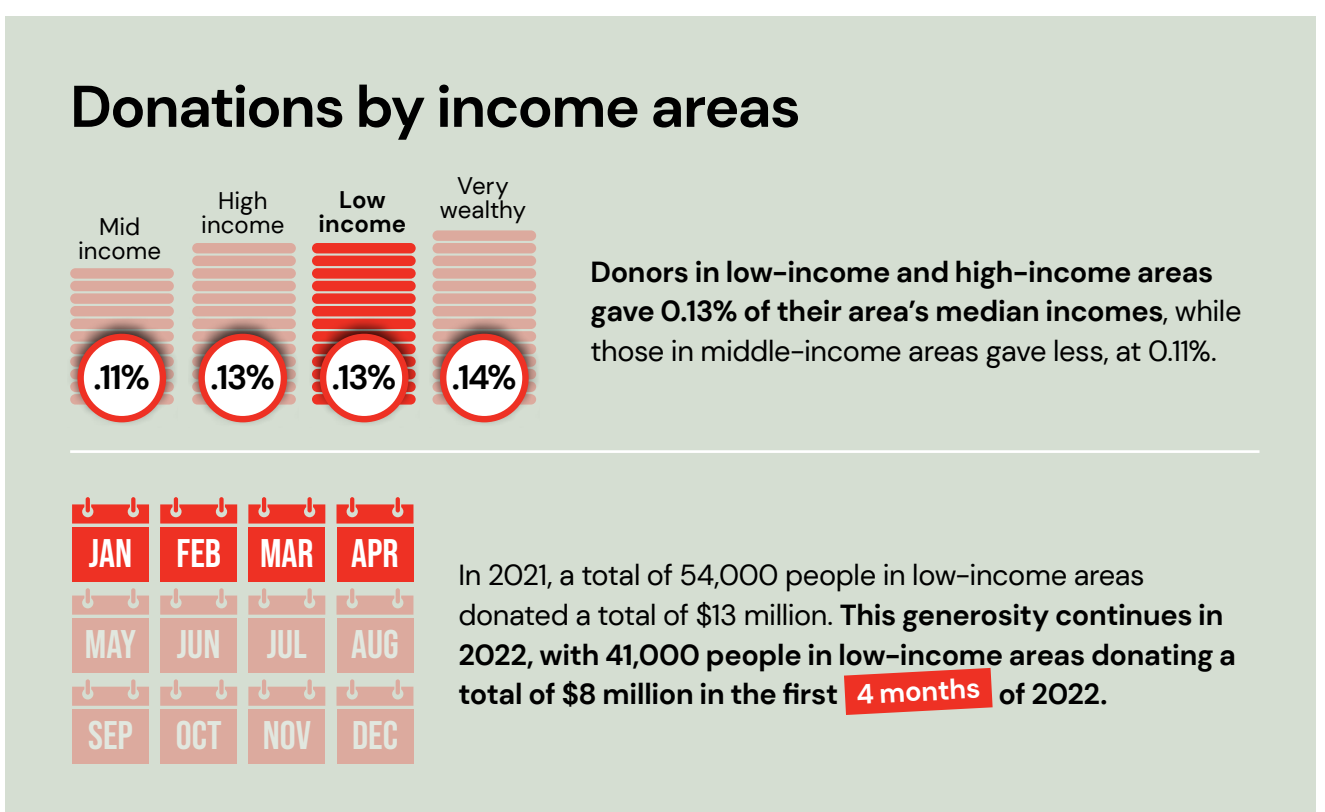 Donations by income areas
Mid
income
High
income
Low
income
Very
wealthy
.11%
.13%
.13%
.14%
Donors in low-income and high-income areas
gave 0.13% of their area’s median incomes, while
those in middle-income areas gave less, at 0.11%.
JAN FEB MAR APR
MAY JUN JUL AUG
SEP OCT NOV DEC
In 2021, a total of 54,000 people in low-income areas
donated a total of $13 million. This generosity continues in
2022, with 41,000 people in low-income areas donating a
total of $8 million in the first 4 months of 2022.